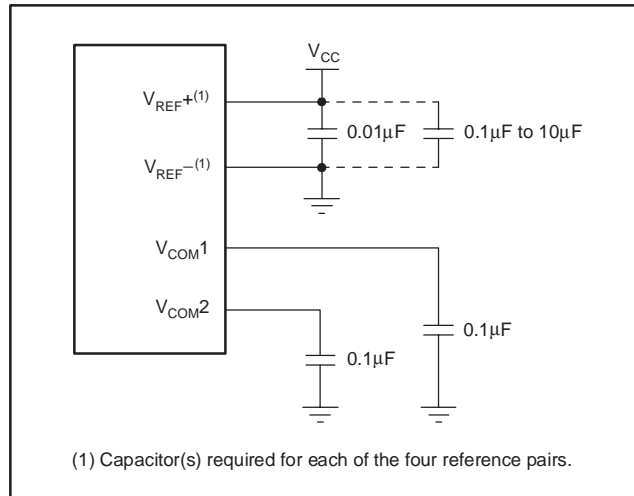 V_CC
V_REF+(1)
0.01µF
0.1µF to 10µF
V_REF−(1)
V_COM1
V_COM2
0.1µF
0.1µF
(1) Capacitor(s) required for each of the four reference pairs.